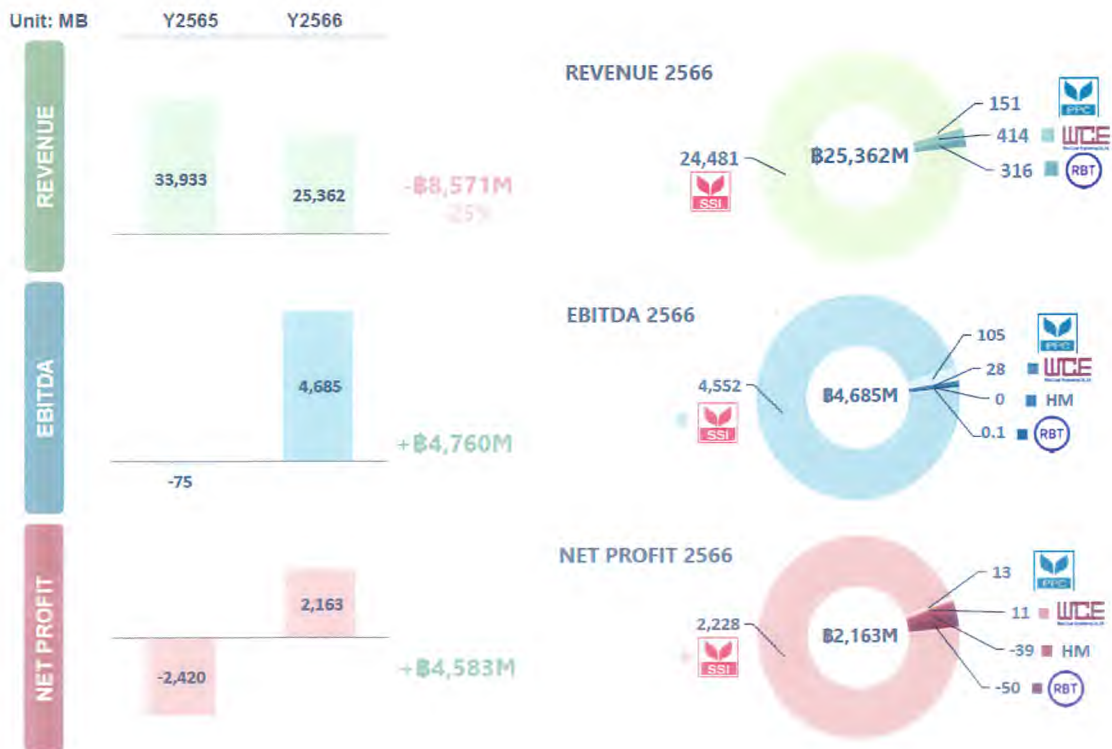 Unit: MB Y2565 Y2566
REVENUE
33,933
25,362
-฿8,571M
-25%
REVENUE 2566
24,481
SSI
฿25,362M
151
PPC
414
WCE
316
RBT
EBITDA
4,685
-75
+฿4,760M
EBITDA 2566
4,552
SSI
฿4,685M
105
PPC
28
WCE
0 HM
0.1
RBT
NET PROFIT
2,163
-2,420
+฿4,583M
NET PROFIT 2566
2,228
SSI
฿2,163M
13
PPC
11
WCE
-39 HM
-50
RBT